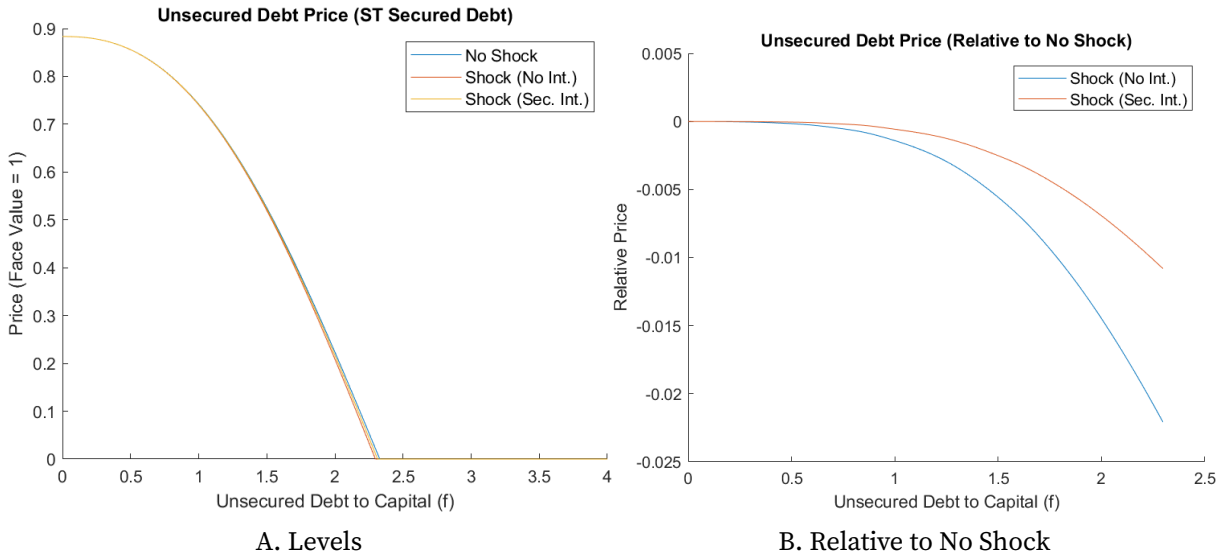 Unsecured Debt Price (ST Secured Debt)
0.9
0.8
0.7
0.6
0.5
0.4
0.3
0.2
0.1
0
Price (Face Value = 1)
No Shock
Shock (No Int.)
Shock (Sec. Int.)
0 0.5 1 1.5 2 2.5 3 3.5 4
Unsecured Debt to Capital (f)
A. Levels
Unsecured Debt Price (Relative to No Shock)
0.005
0
-0.005
-0.01
-0.015
-0.02
-0.025
Relative Price
Shock (No Int.)
Shock (Sec. Int.)
0 0.5 1 1.5 2 2.5
Unsecured Debt to Capital (f)
B. Relative to No Shock